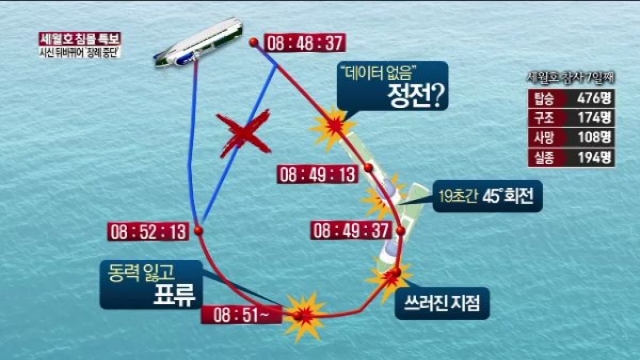 세월호 침몰 특보
시신 뒤바뀌어 '장례 중단'
08:48:37
"데이터 없음"
정전?
세월호 참사 7일째
탑승 476명
구조 174명
사망 108명
실종 194명
08:49:13
19초간 45˚회전
08:52:13
08:49:37
동력 잃고
표류
쓰러진 지점
08:51~